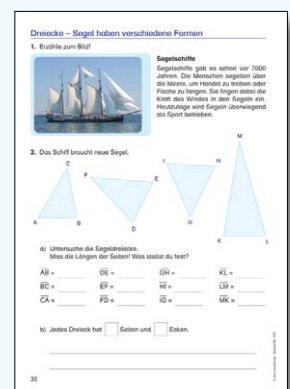 Dreiecke – Segel haben verschiedene Formen
1. Erzähle zum Bild!
Segelschiffe
Segelschiffe gab es schon vor 7000
Jahren. Die Menschen segelten über
die Meere, um Handel zu treiben oder
Fische zu fangen. Sie fingen dabei die
Kraft des Windes in den Segeln ein.
Heutzutage wird Segeln überwiegend
als Sport betrieben.
2. Das Schiff braucht neue Segel.
C
F
E
I
H
M
A
B
D
G
K
L
a) Untersuche die Segeldreiecke.
Miss die Längen der Seiten! Was stellst du fest?
AB = DE = GH = KL =
BC = EF = HI = LM =
CA = FD = IG = MK =
b) Jedes Dreieck hat Seiten und Ecken.
30